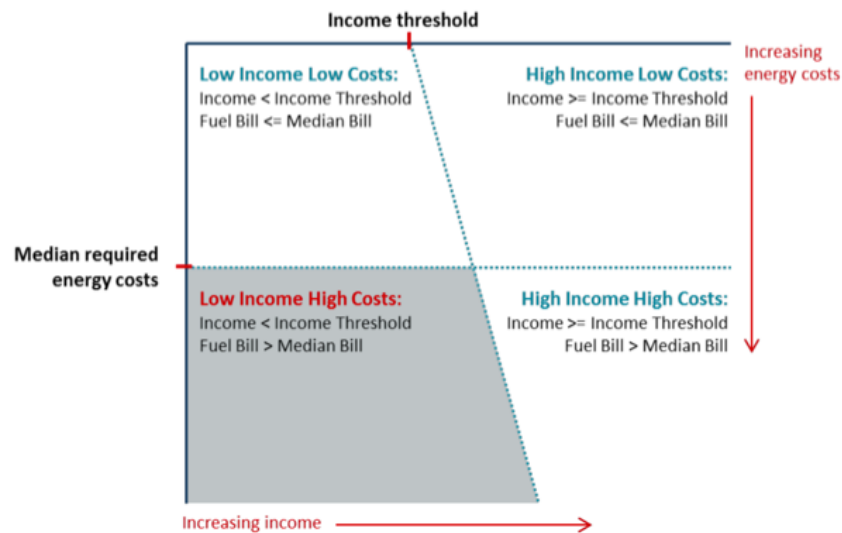 Income threshold
Increasing
energy costs
Low Income Low Costs:
Income < Income Threshold
Fuel Bill <= Median Bill
High Income Low Costs:
Income >= Income Threshold
Fuel Bill <= Median Bill
Median required
energy costs
Low Income High Costs:
Income < Income Threshold
Fuel Bill > Median Bill
High Income High Costs:
Income >= Income Threshold
Fuel Bill > Median Bill
Increasing income